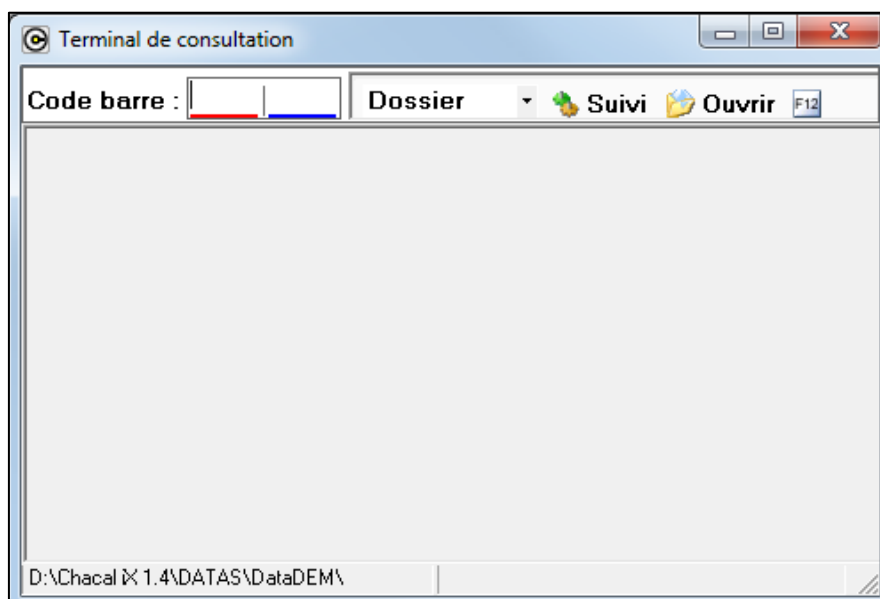 Terminal de consultation
Code barre : Dossier Suivi Ouvrir F12
D:\Chacal iX 1.4\DATAS\DataDEM\